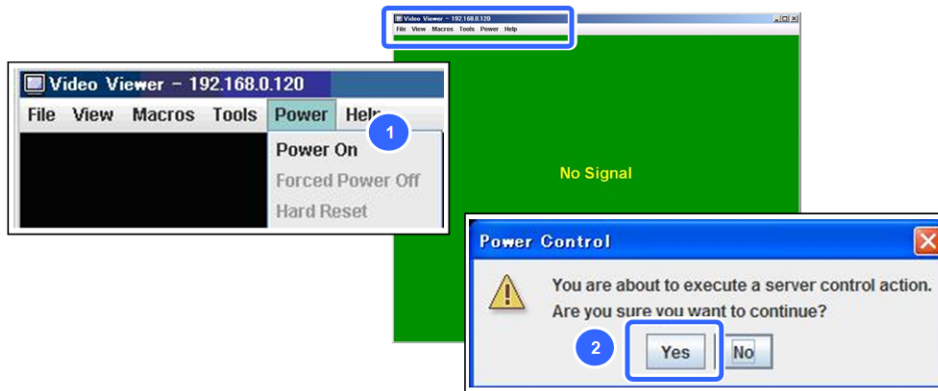 Video Viewer - 192.168.0.120
File View Macros Tools Power Help
Video Viewer - 192.168.0.120
File View Macros Tools Power Help
1
Power On
Forced Power Off
Hard Reset
No Signal
Power Control
You are about to execute a server control action.
Are you sure you want to continue?
2
Yes No